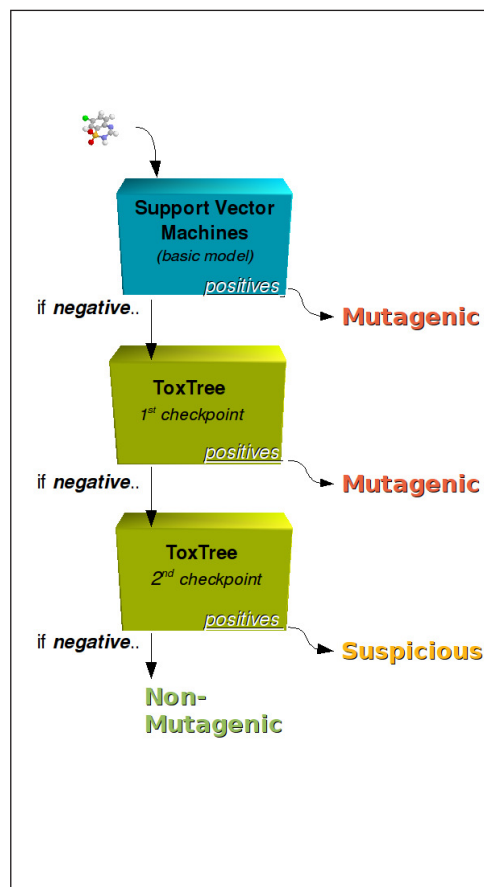 Support Vector
Machines
(basic model)
positives
if negative..
Mutagenic
ToxTree
1st checkpoint
positives
if negative..
Mutagenic
ToxTree
2nd checkpoint
positives
if negative..
Suspicious
Non-
Mutagenic